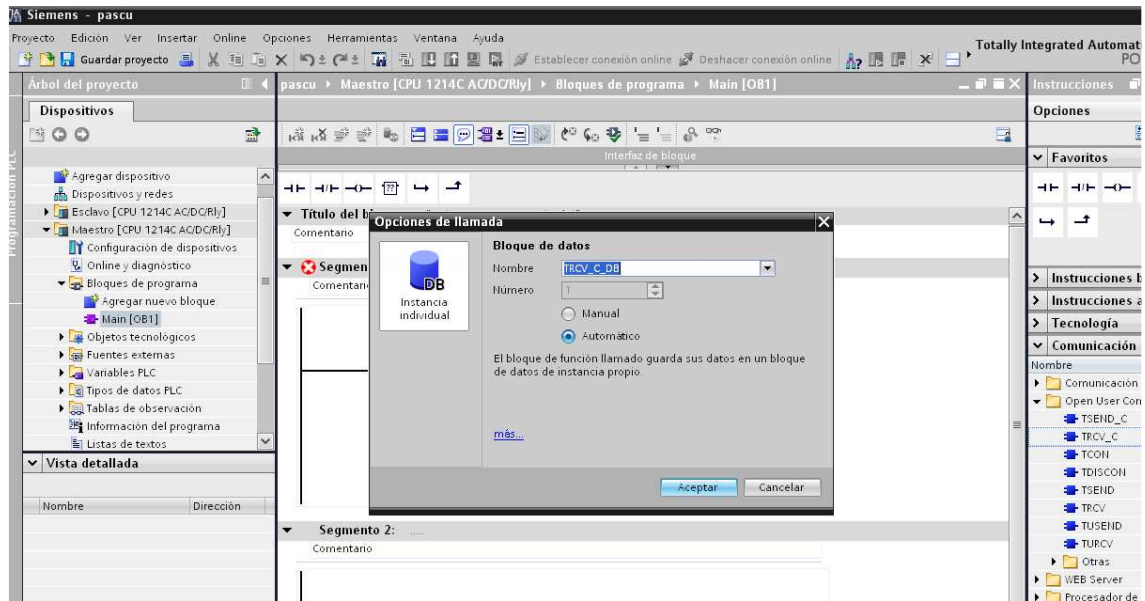 Siemens - pascu
Proyecto Edición Ver Insertar Online Opciones Herramientas Ventana Ayuda
Totally Integrated Automat
PO
Guardar proyecto
Establecer conexión online
Deshacer conexión online
Árbol del proyecto
pascu Maestro [CPU 1214C AC/DC/Rly] Bloques de programa Main [OB1]
Instrucciones
Dispositivos
Opciones
Programación PLC
Interfaz de bloque
Favoritos
Agregar dispositivo
Dispositivos y redes
Esclavo [CPU 1214C AC/DC/Rly]
Maestro [CPU 1214C AC/DC/Rly]
Configuración de dispositivos
Online y diagnóstico
Bloques de programa
Agregar nuevo bloque
Main [OB1]
Objetos tecnológicos
Fuentes externas
Variables PLC
Tipos de datos PLC
Tablas de observación
Información del programa
Listas de textos
Vista detallada
Nombre Dirección
Título del b
Comentario
Segmen
Comentari
Opciones de llamada
DB
Instancia
individual
Bloque de datos
Nombre TRCV_C_DB
Número 1
Manual
Automático
El bloque de función llamado guarda sus datos en un bloque
de datos de instancia propio.
más...
Aceptar Cancelar
Segmento 2: .....
Comentario
Instrucciones b
Instrucciones a
Tecnología
Comunicación
Nombre
Comunicación
Open User Con
TSEND_C
TRCV_C
TCON
TDISCON
TSEND
TRCV
TUSEND
TURCV
Otras
WEB Server
Procesador de